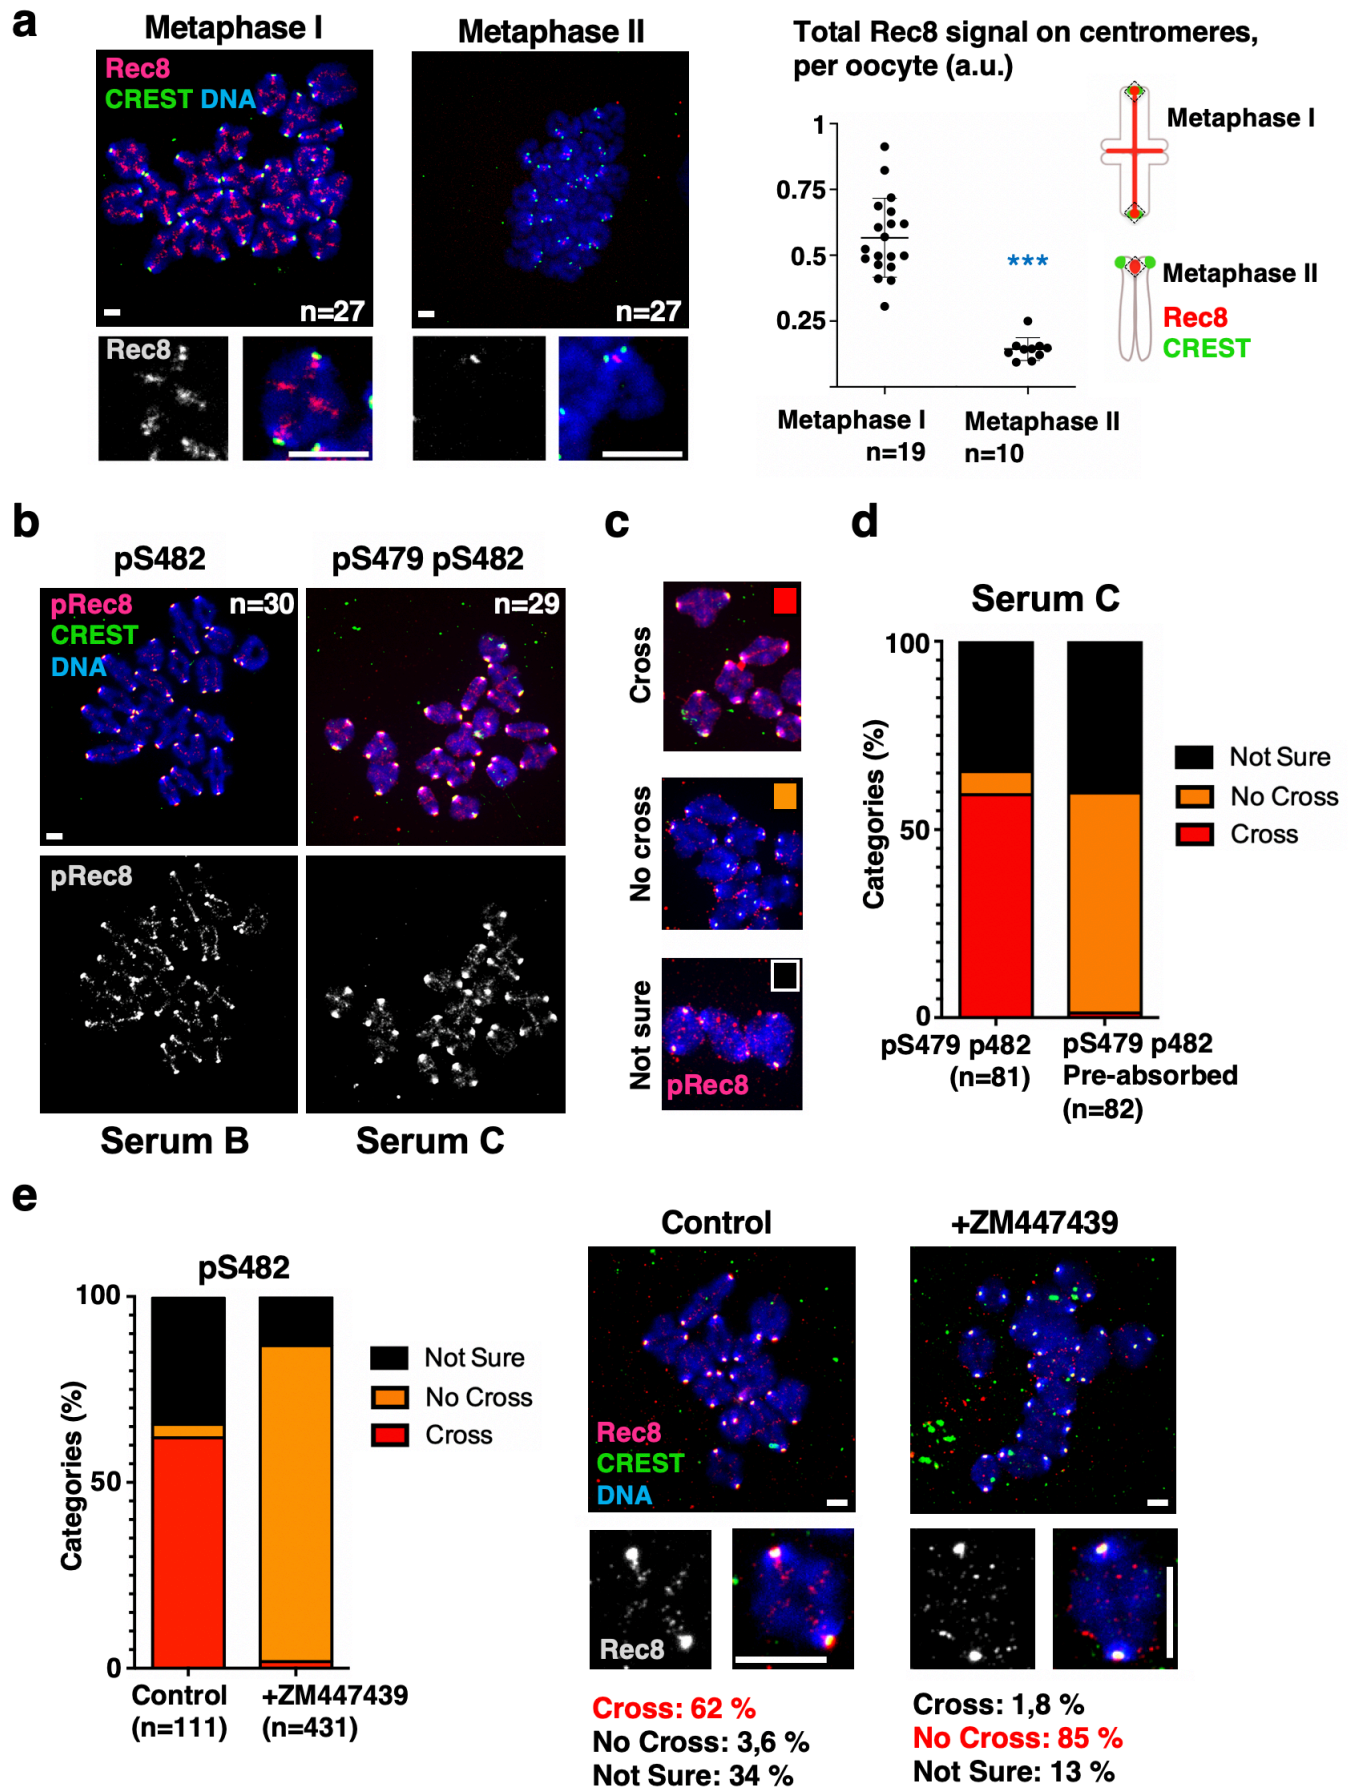 a
Metaphase I
Metaphase II
Rec8
CREST DNA
n=27
n=27
Rec8
Total Rec8 signal on centromeres,
per oocyte (a.u.)
1
0.75
0.5
0.25
***
Metaphase I
n=19
Metaphase II
n=10
Metaphase I
Metaphase II
Rec8
CREST
b
pS482
pS479 pS482
pRec8
CREST
DNA
n=30
n=29
pRec8
Serum B
Serum C
c
Cross
No cross
Not sure
pRec8
d
Serum C
Categories (%)
100
50
0
pS479 p482
(n=81)
pS479 p482
Pre-absorbed
(n=82)
Not Sure
No Cross
Cross
e
pS482
Categories (%)
100
50
0
Control
(n=111)
+ZM447439
(n=431)
Not Sure
No Cross
Cross
Control
+ZM447439
Rec8
CREST
DNA
Rec8
Cross: 62 %
No Cross: 3,6 %
Not Sure: 34 %
Cross: 1,8 %
No Cross: 85 %
Not Sure: 13 %